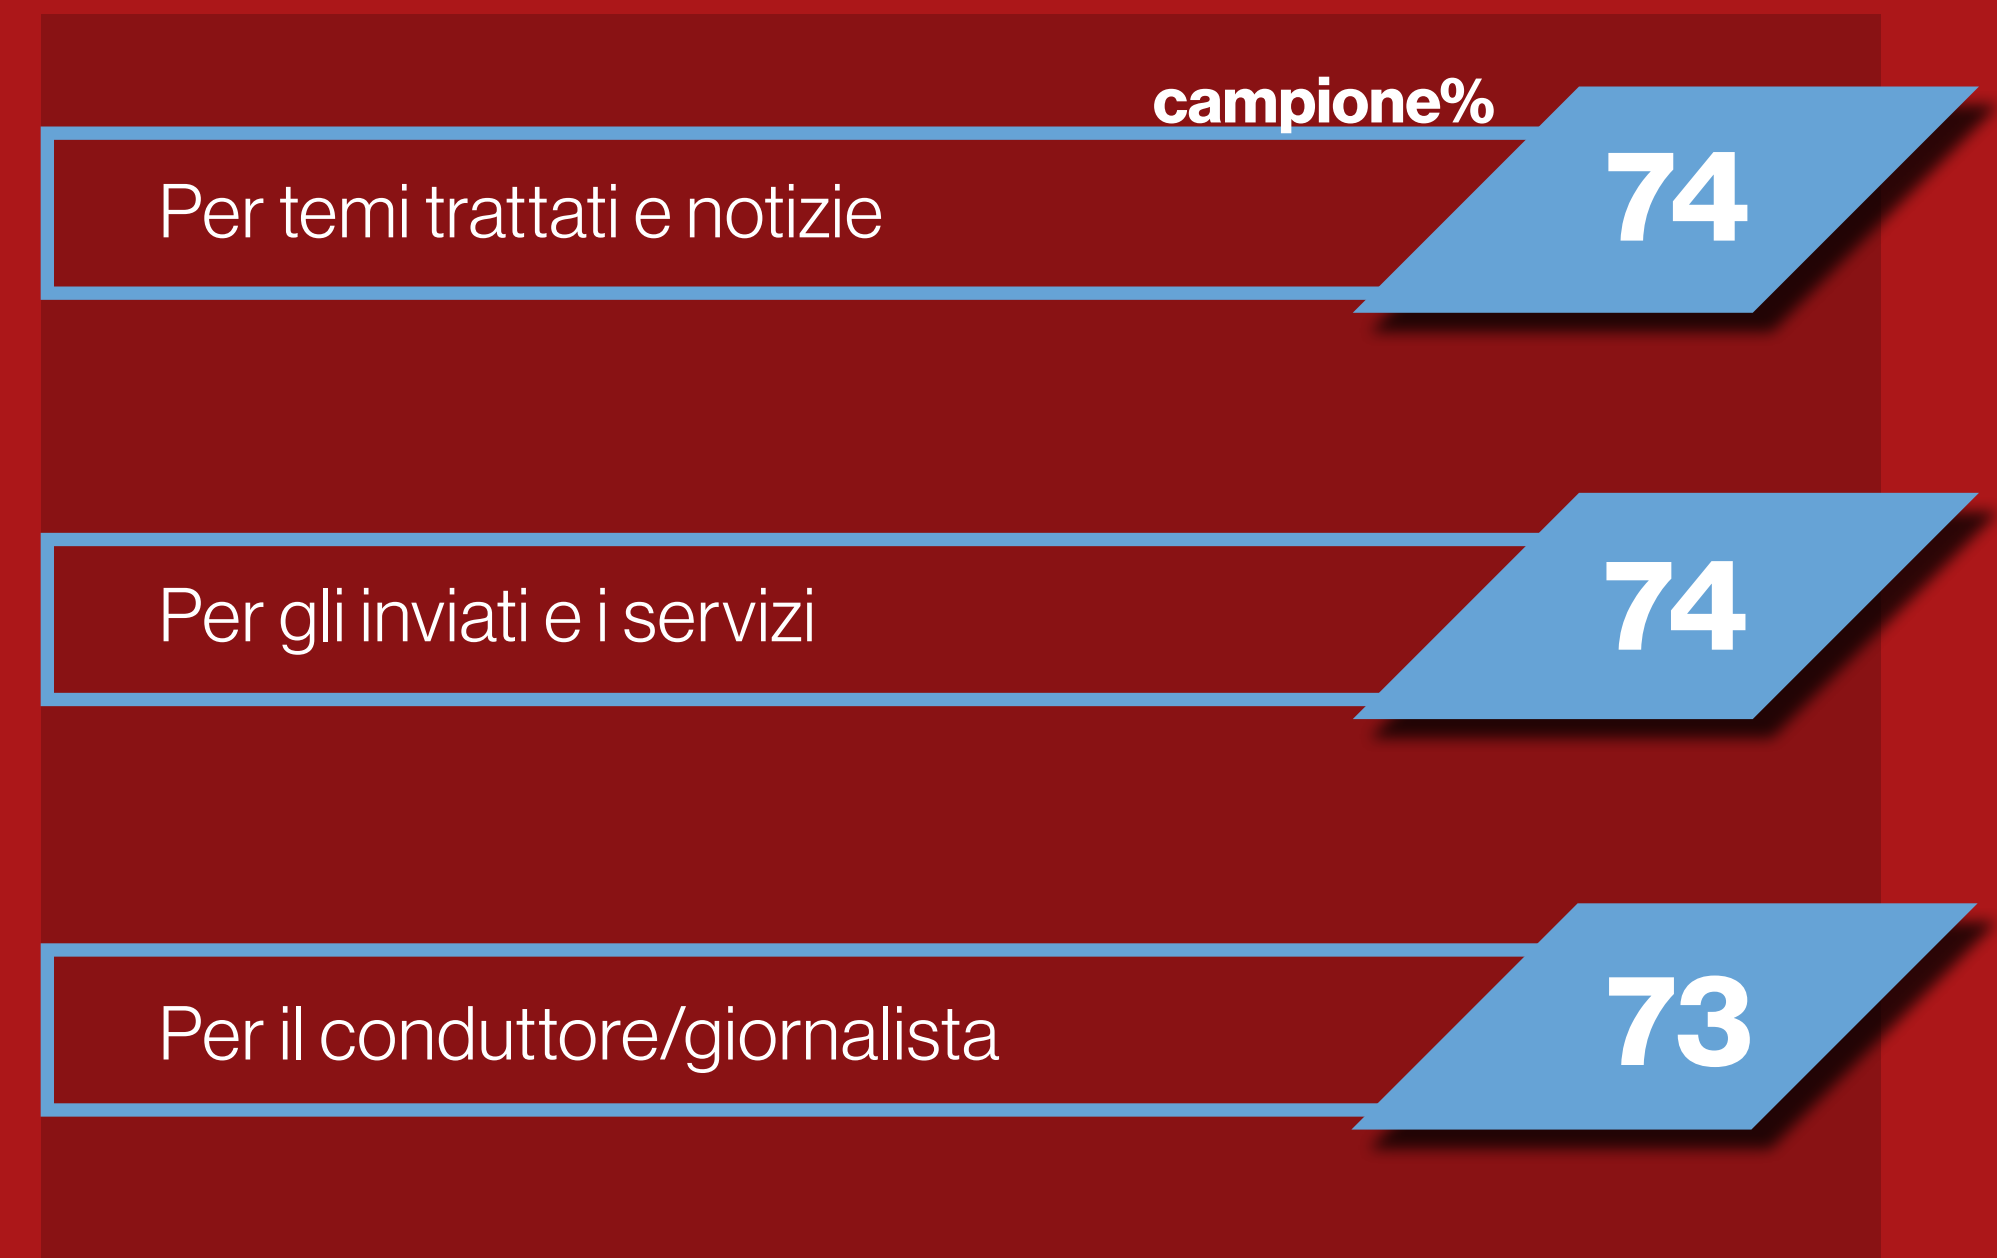 campione%
Per temi trattati e notizie
74
Per gli inviati e i servizi
74
Per il conduttore/giornalista
73